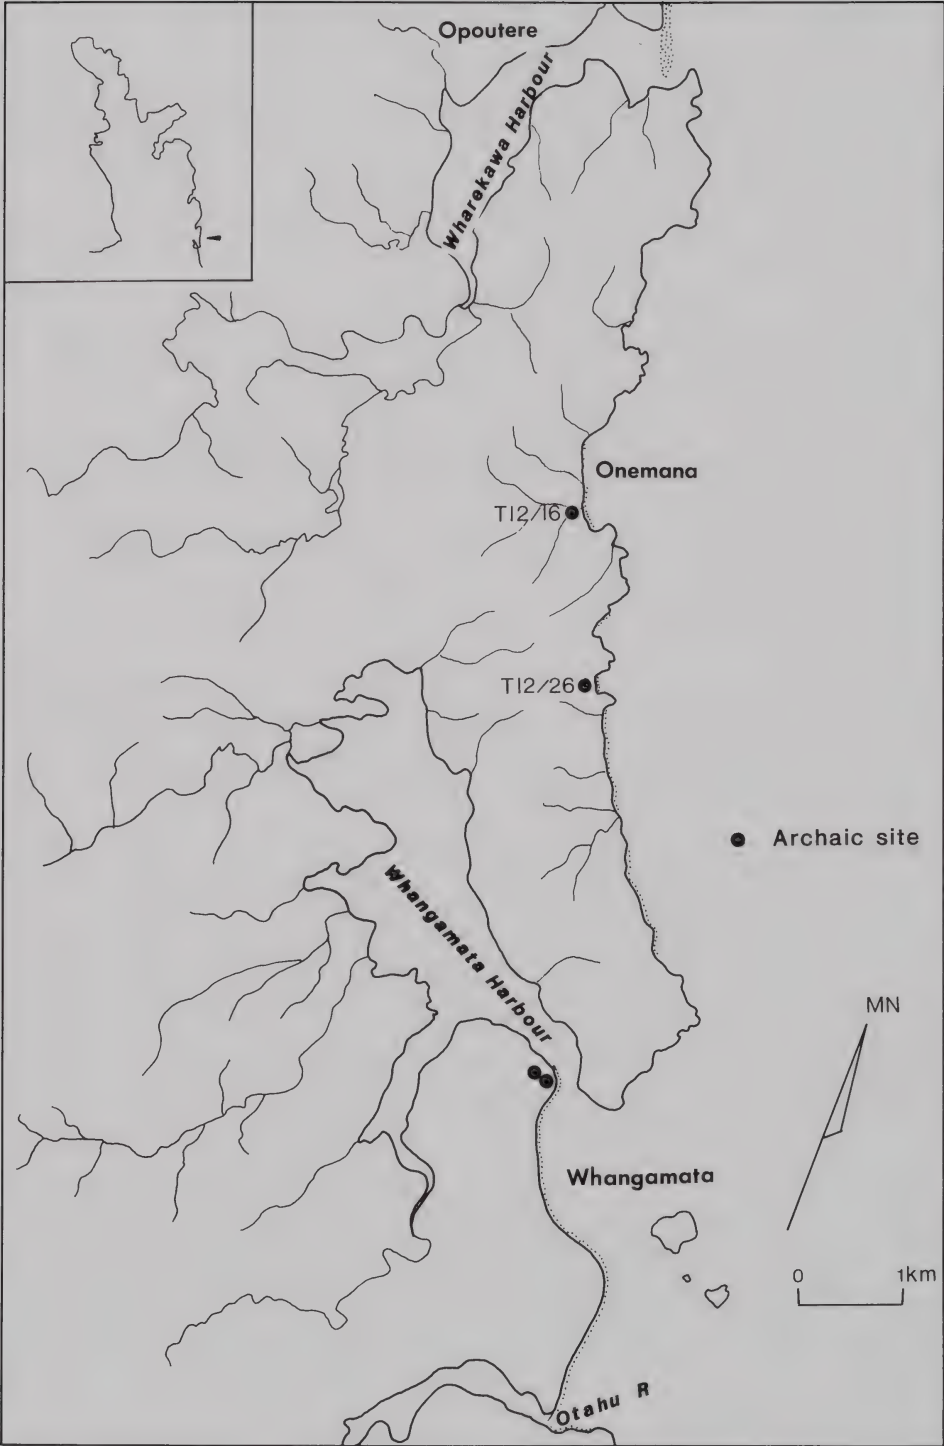 Opoutere
Wharekawa Harbour
Onemana
T12/16
T12/26
Archaic site
Whangamata Harbour
MN
Whangamata
0 1km
Otahu R